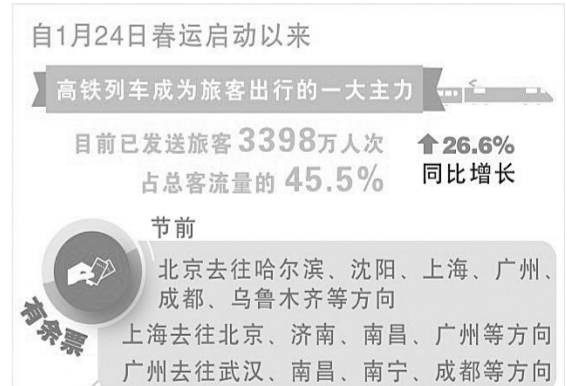 自1月24日春运启动以来
高铁列车成为旅客出行的一大主力
目前已发送旅客3398万人次
26.6%
占总客流量的45.5%
同比增长
节前
有余票
北京去往哈尔滨、沈阳、上海、广州、
成都、乌鲁木齐等方向
上海去往北京、济南、南昌、广州等方向
广州去往武汉、南昌、南宁、成都等方向